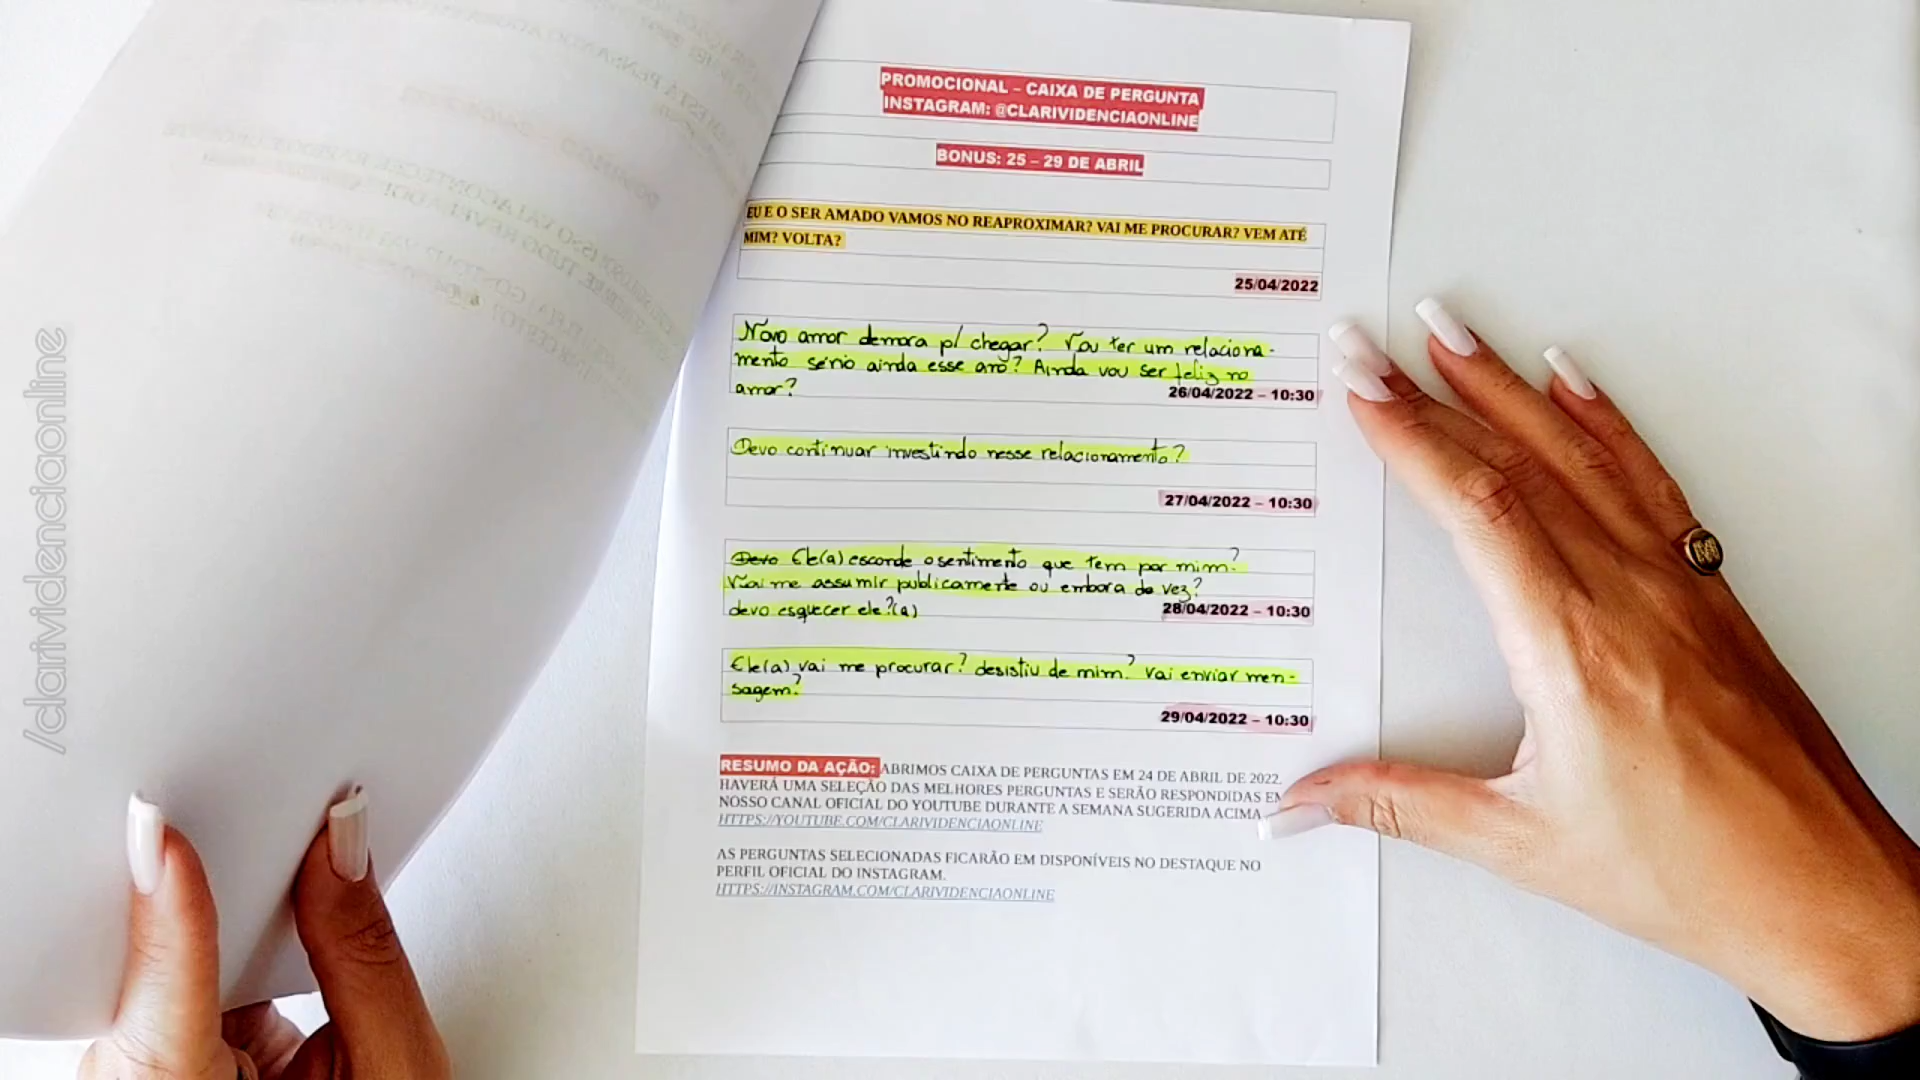 /clarividenciaonline
PROMOCIONAL – CAIXA DE PERGUNTA
INSTAGRAM: @CLARIVIDENCIAONLINE
BONUS: 25 – 29 DE ABRIL
EU E O SER AMADO VAMOS NO REAPROXIMAR? VAI ME PROCURAR? VEM ATÉ
MIM? VOLTA?
25/04/2022
Novo amor demora p/ chegar? Vou ter um relaciona-
mento sério ainda esse ano? Ainda vou ser feliz no
amor?
26/04/2022 – 10:30
Devo continuar investindo nesse relacionamento?
27/04/2022 – 10:30
Devo Ele(a) esconde o sentimento que tem por mim?
Vai me assumir publicamente ou embora de vez?
devo esquecer ele?(a)
28/04/2022 – 10:30
Ele(a) vai me procurar? desistiu de mim? Vai enviar men-
sagem?
29/04/2022 – 10:30
RESUMO DA AÇÃO: ABRIMOS CAIXA DE PERGUNTAS EM 24 DE ABRIL DE 2022.
HAVERÁ UMA SELEÇÃO DAS MELHORES PERGUNTAS E SERÃO RESPONDIDAS EM
NOSSO CANAL OFICIAL DO YOUTUBE DURANTE A SEMANA SUGERIDA ACIMA
HTTPS://YOUTUBE.COM/CLARIVIDENCIAONLINE
AS PERGUNTAS SELECIONADAS FICARÃO EM DISPONÍVEIS NO DESTAQUE NO
PERFIL OFICIAL DO INSTAGRAM.
HTTPS://INSTAGRAM.COM/CLARIVIDENCIAONLINE